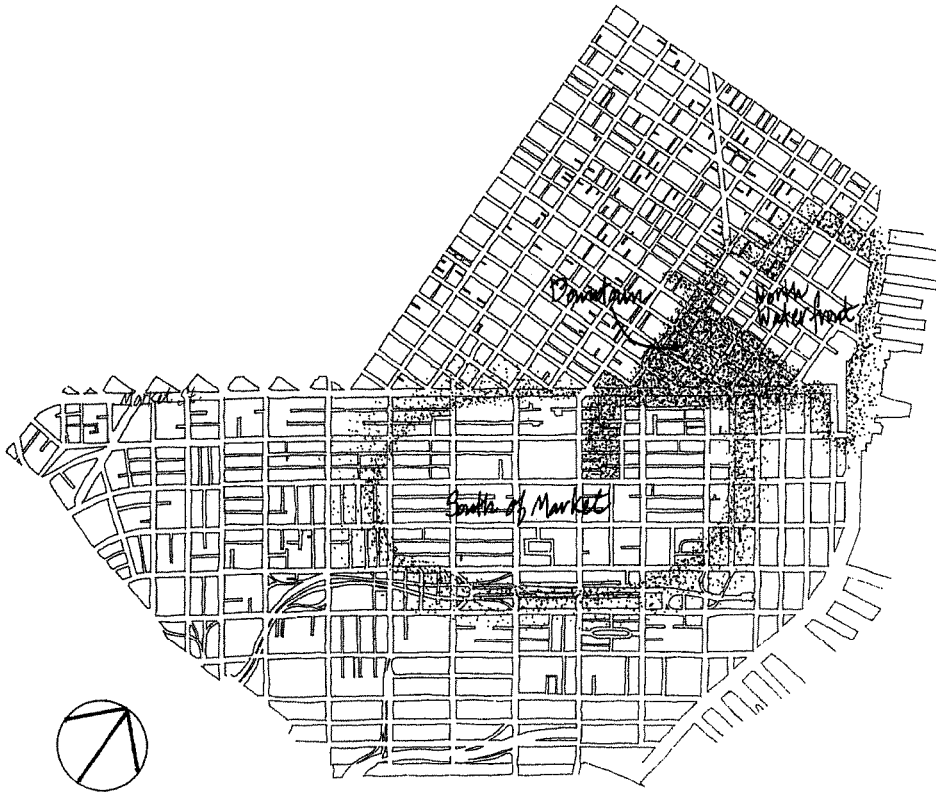 Downtown
North
Waterfront
Market St.
South of Market